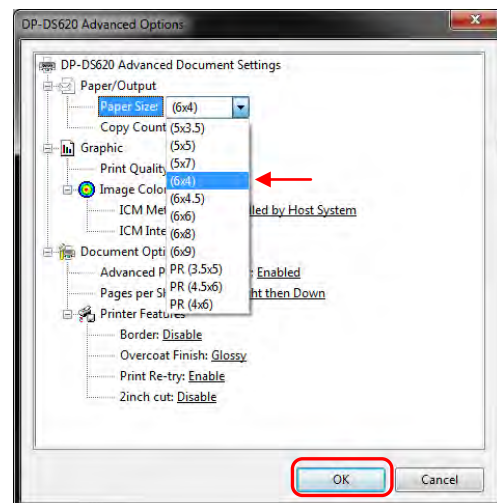 DP-DS620 Advanced Options
DP-DS620 Advanced Document Settings
Paper/Output
Paper Size: (6x4)
Copy Count
(5x3.5)
(5x5)
(5x7)
(6x4)
(6x4.5)
(6x6)
(6x8)
(6x9)
PR (3.5x5)
PR (4.5x6)
PR (4x6)
Graphic
Print Quality
Image Color
ICM Met led by Host System
ICM Inte
Document Opti
Advanced P : Enabled
Pages per Sh ht then Down
Printer Features
Border: Disable
Overcoat Finish: Glossy
Print Re-try: Enable
2inch cut: Disable
OK
Cancel